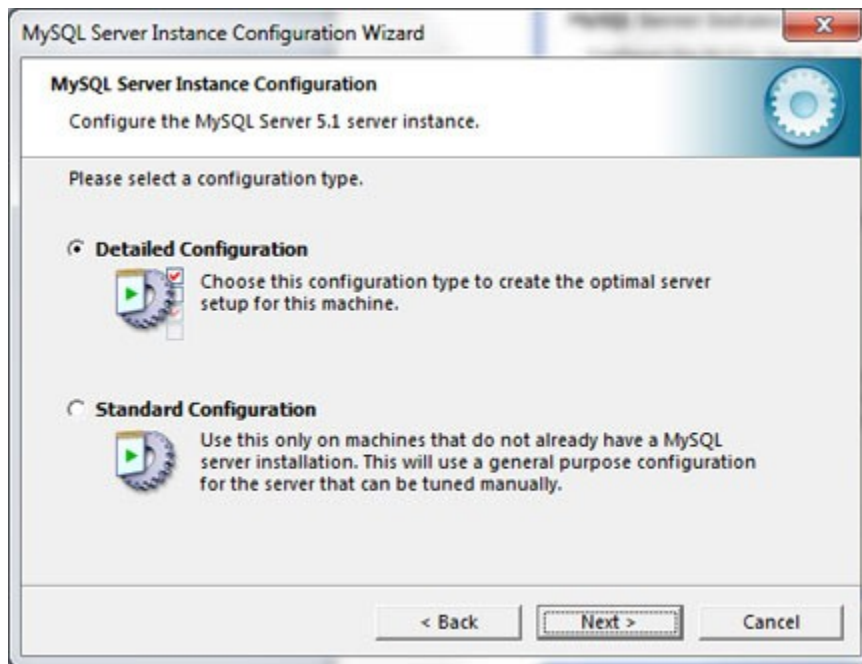 MySQL Server Instance Configuration Wizard
MySQL Server Instance Configuration
Configure the MySQL Server 5.1 server instance.
Please select a configuration type.
Detailed Configuration
Choose this configuration type to create the optimal server
setup for this machine.
Standard Configuration
Use this only on machines that do not already have a MySQL
server installation. This will use a general purpose configuration
for the server that can be tuned manually.
< Back
Next >
Cancel